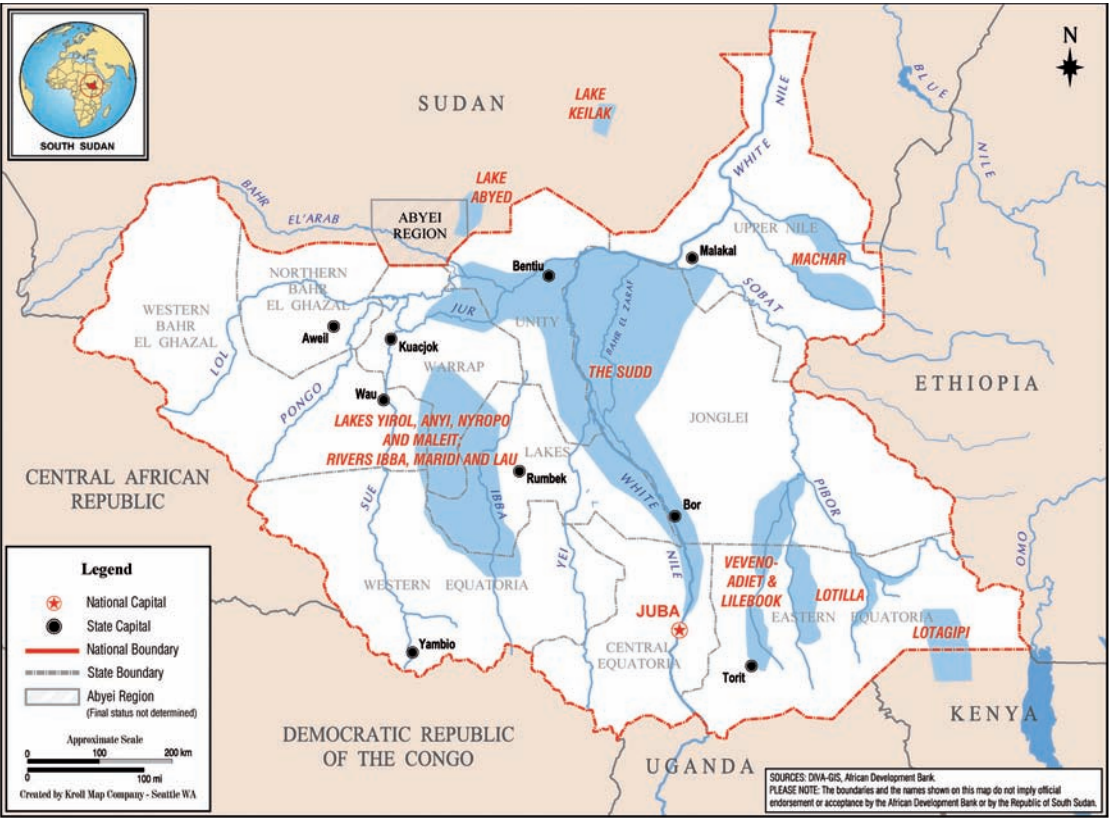 SOUTH SUDAN
N
SUDAN
LAKE
KEILAK
LAKE
ABYED
WHITE
NILE
BLUE
NILE
BAHR
EL'ARAB
ABYEI
REGION
UPPER NILE
MACHAR
Malakal
Bentiu
SOBAT
NORTHERN
BAHR
EL GHAZAL
WESTERN
BAHR
EL GHAZAL
JUR
UNITY
BAHR EL ZARAF
Aweil
Kuacjok
LOL
WARRAP
THE SUDD
ETHIOPIA
PONGO
Wau
JONGLEI
LAKES YIROL, ANYI, NYROPO
AND MALEIT;
RIVERS IBBA, MARIDI AND LAU
LAKES
CENTRAL AFRICAN
REPUBLIC
Rumbek
SUE
IBBA
WHITE
NILE
Bor
PIBOR
YEI
OMO
WESTERN
EQUATORIA
VEVENO-
ADIET &
LILEBOOK
LOTILLA
EASTERN
EQUATORIA
JUBA
LOTAGIPI
CENTRAL
EQUATORIA
Yambio
Torit
KENYA
DEMOCRATIC REPUBLIC
OF THE CONGO
UGANDA
Legend
National Capital
State Capital
National Boundary
State Boundary
Abyei Region
(Final status not determined)
Approximate Scale
0 100 200 km
0 100 mi
Created by Kroll Map Company - Seattle WA
SOURCES: DIVA-GIS, African Development Bank.
PLEASE NOTE: The boundaries and the names shown on this map do not imply official
endorsement or acceptance by the African Development Bank or by the Republic of South Sudan.